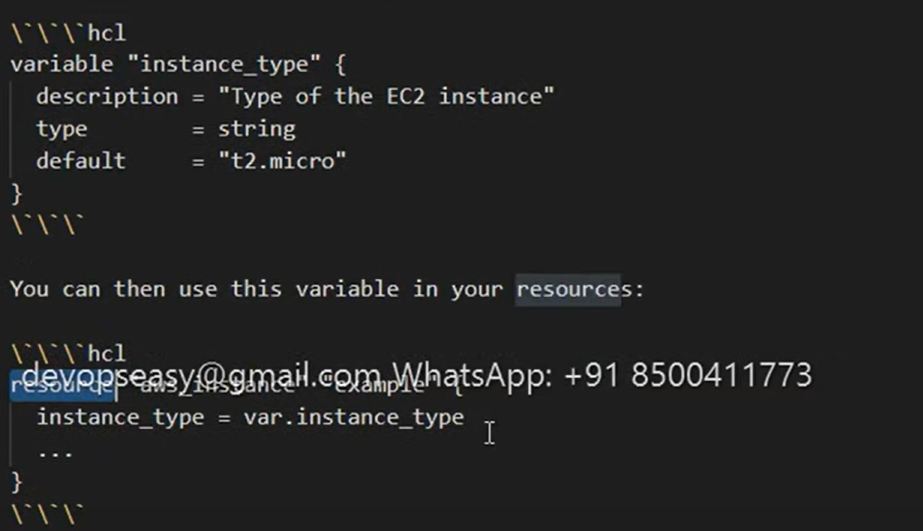 \`\`\`hcl
variable "instance_type" {
description = "Type of the EC2 instance"
type = string
default = "t2.micro"
}
\`\`\`
You can then use this variable in your resources:
\`\`\`hcl
devopseasy@gmail.com WhatsApp: +91 8500411773
resource "aws_instance" "example" {
instance_type = var.instance_type
...
}
\`\`\`